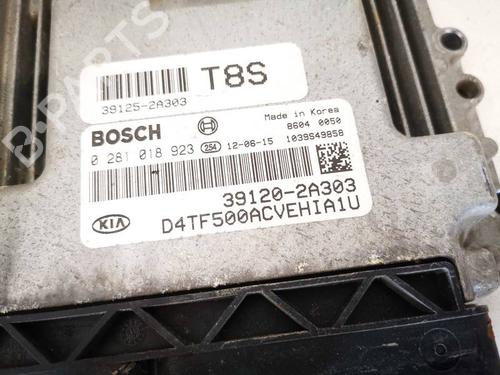 B-PARTS
T8S
39125-2A303
BOSCH
Made in Korea
8604 0050
0 281 018 923 254 12-06-15 1039S49858
39120-2A303
KIA D4TF500ACVEHIA1U